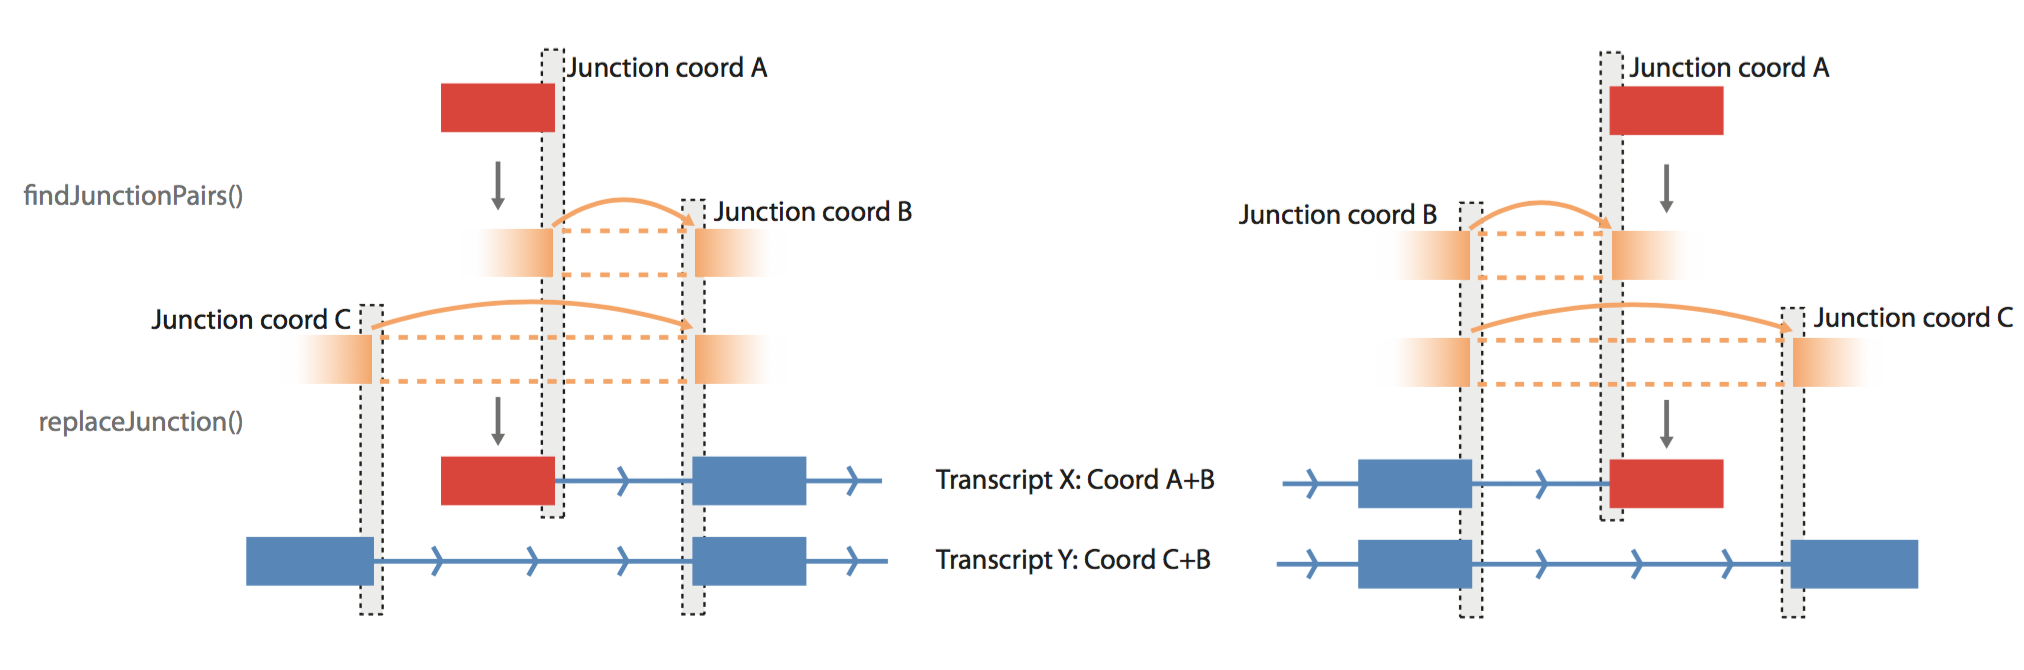 Junction coord A
findJunctionPairs()
Junction coord B
Junction coord C
replaceJunction()
Transcript X: Coord A+B
Transcript Y: Coord C+B
Junction coord A
Junction coord B
Junction coord C